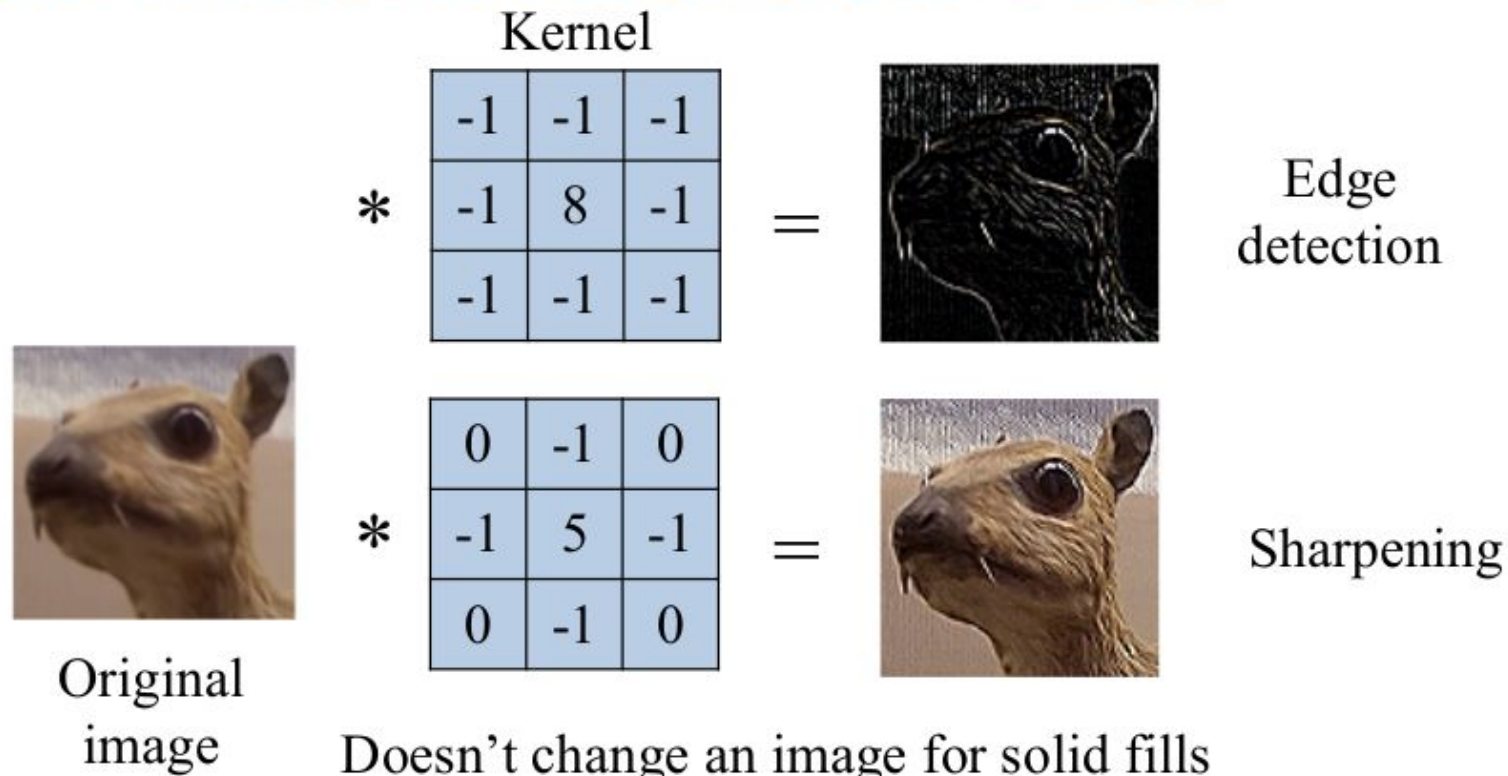 Kernel
-1 -1 -1
* -1 8 -1 =
-1 -1 -1
Edge
detection
0 -1 0
* -1 5 -1 =
0 -1 0
Sharpening
Original
image
Doesn't change an image for solid fills